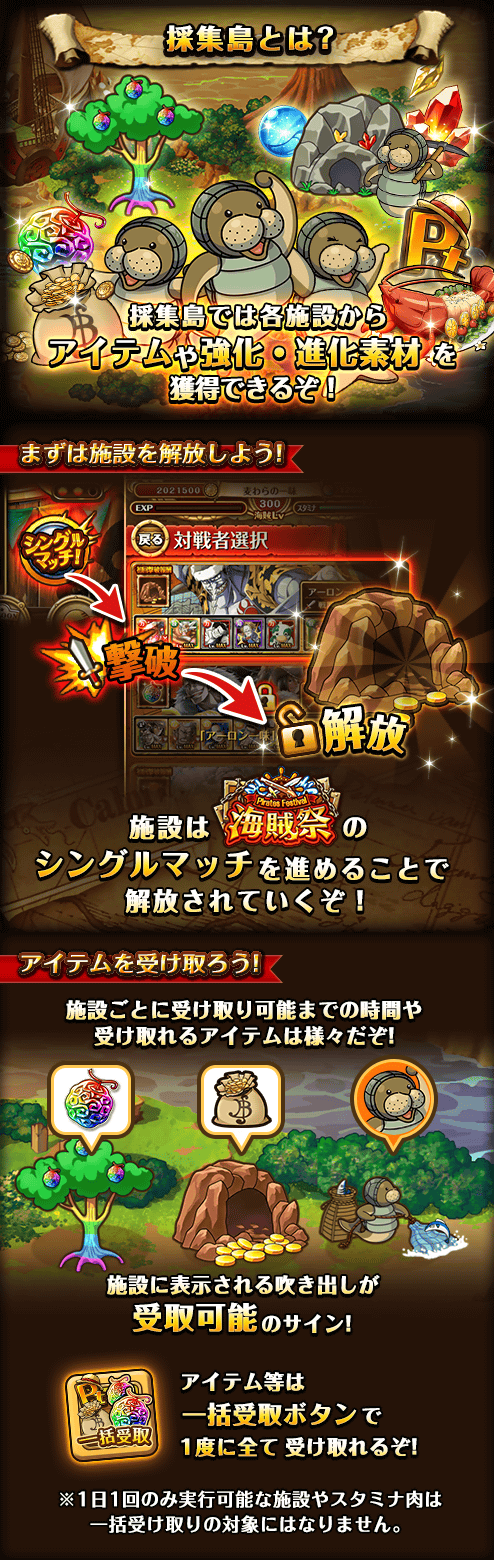 採集島とは?
Pt
採集島では各施設から
アイテムや強化・進化素材を
獲得できるぞ!
まずは施設を解放しよう!
2021500
麦わらの一味
EXP
300
海賊Lv
スタミナ
シングル
マッチ!
戻る
対戦者選択
初回撃破報酬
アーロン
撃破
解放
施設は
Pirates Festival
海賊祭
の
シングルマッチを進めることで
解放されていくぞ!
アイテムを受け取ろう!
施設ごとに受け取り可能までの時間や
受け取れるアイテムは様々だぞ!
施設に表示される吹き出しが
受取可能のサイン!
Pt
一括受取
アイテム等は
一括受取ボタンで
1度に全て受け取れるぞ!
※1日1回のみ実行可能な施設やスタミナ肉は
一括受け取りの対象にはなりません。